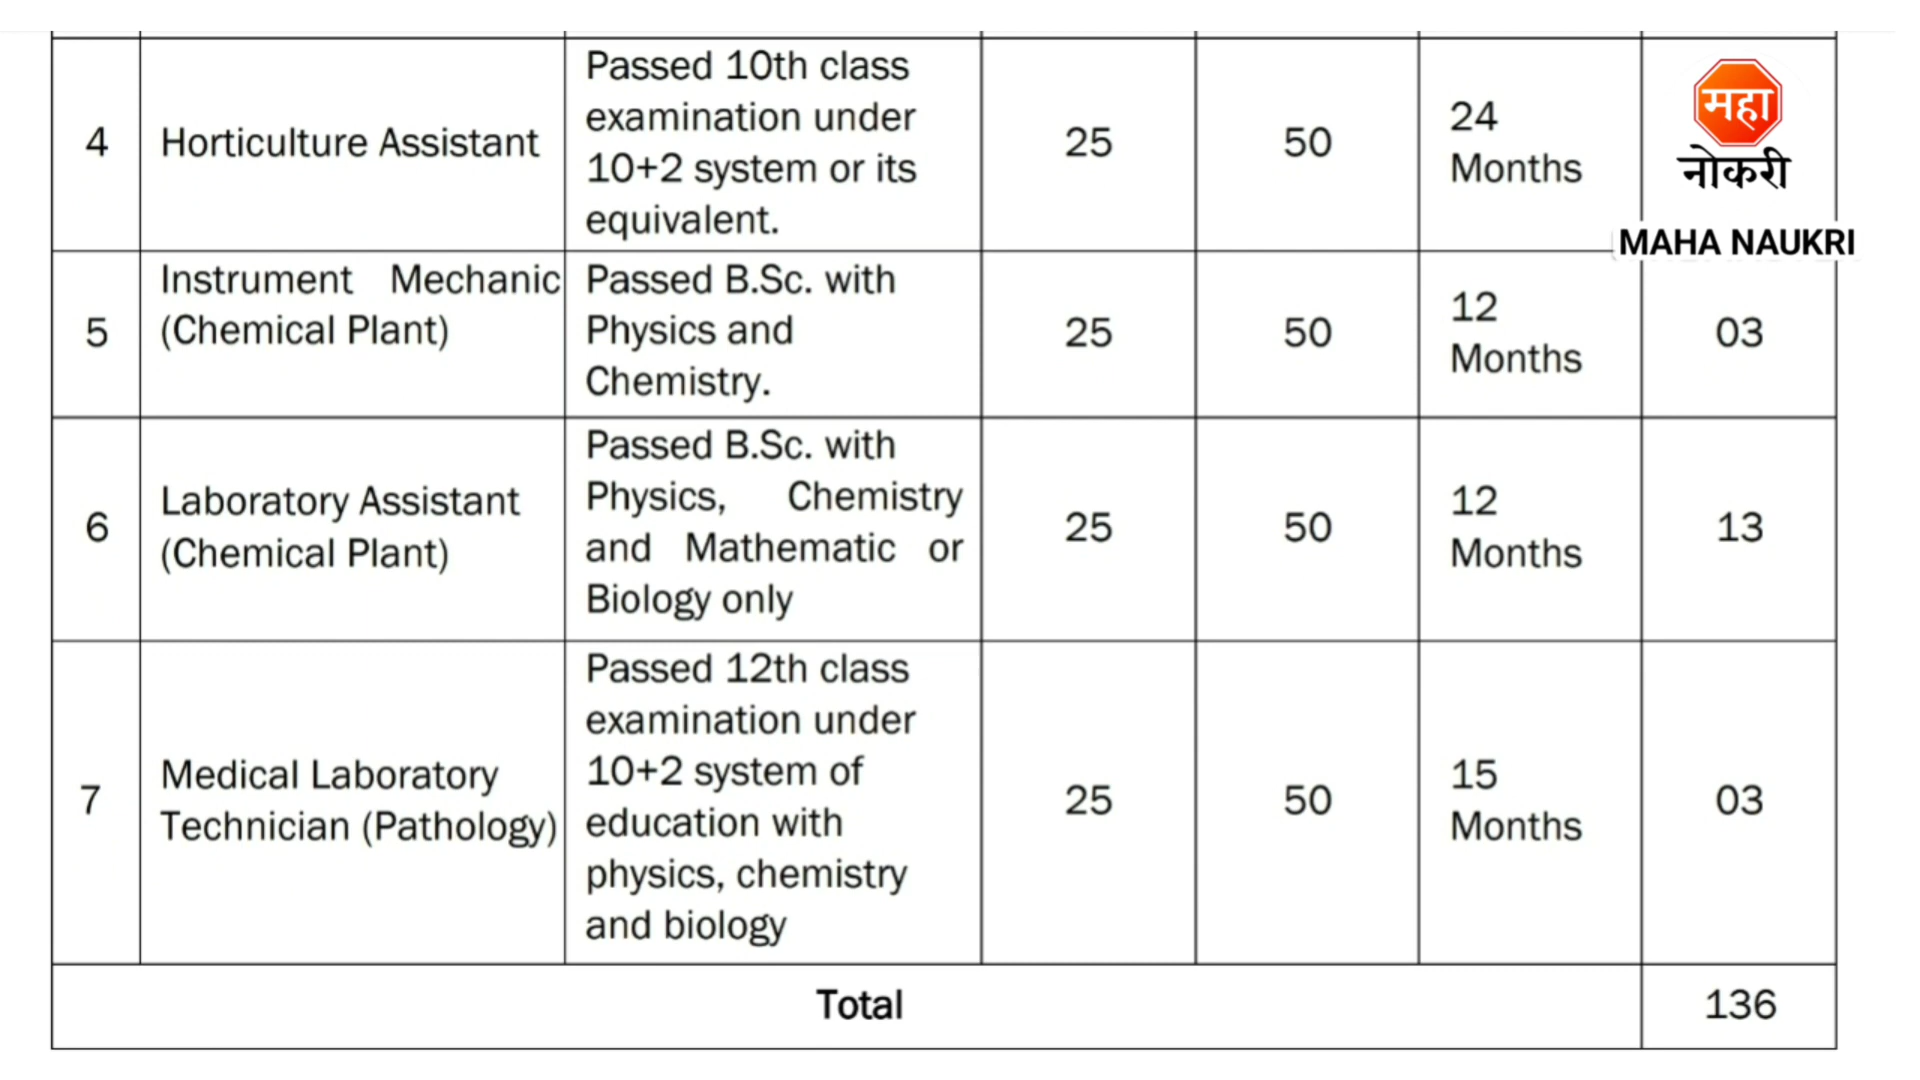 4
Horticulture Assistant
Passed 10th class
examination under
10+2 system or its
equivalent.
25
50
24
Months
महा
नोकरी
MAHA NAUKRI
5
Instrument Mechanic
(Chemical Plant)
Passed B.Sc. with
Physics and
Chemistry.
25
50
12
Months
03
6
Laboratory Assistant
(Chemical Plant)
Passed B.Sc. with
Physics, Chemistry
and Mathematic or
Biology only
25
50
12
Months
13
7
Medical Laboratory
Technician (Pathology)
Passed 12th class
examination under
10+2 system of
education with
physics, chemistry
and biology
25
50
15
Months
03
Total
136